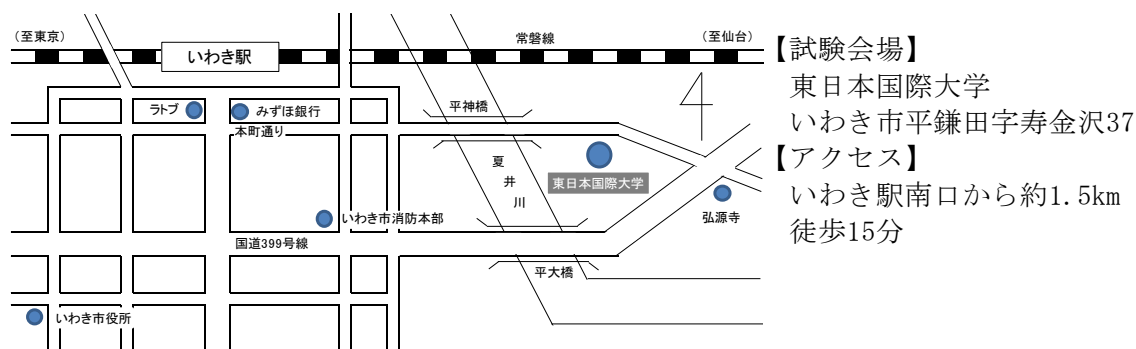 （至東京）
いわき駅
常磐線
（至仙台）
ラトブ
みずほ銀行
本町通り
平神橋
夏井川
東日本国際大学
弘源寺
いわき市消防本部
国道399号線
平大橋
いわき市役所
【試験会場】
東日本国際大学
いわき市平鎌田字寿金沢37
【アクセス】
いわき駅南口から約1.5km
徒歩15分